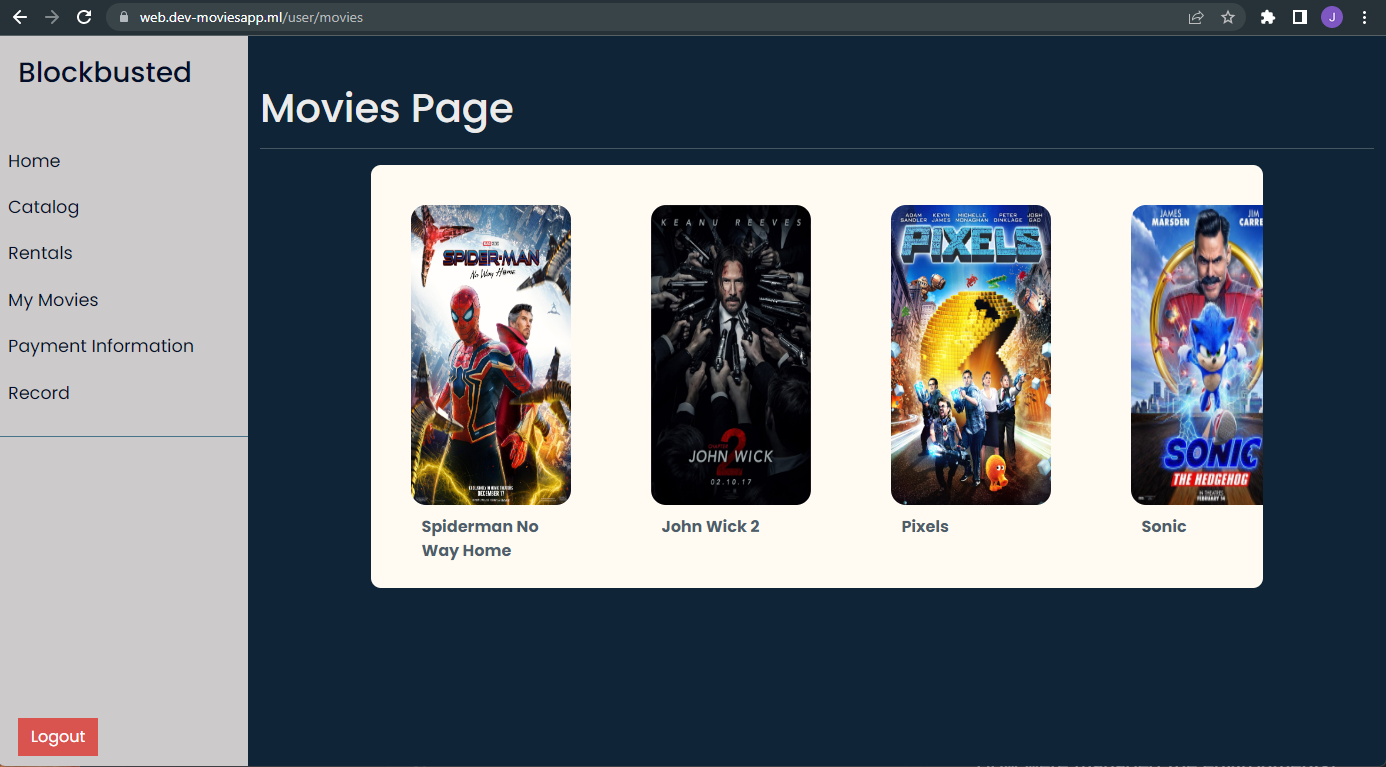 web.dev-moviesapp.ml/user/movies
J
Blockbusted
Home
Catalog
Rentals
My Movies
Payment Information
Record
Logout
Movies Page
SPIDER-MAN
No Way Home
DECEMBER 17
Spiderman No
Way Home
KEANU REEVES
CHAPTER
2
JOHN WICK
02.10.17
John Wick 2
ADAM SANDLER KEVIN JAMES MICHELLE MONAGHAN PETER DINKLAGE JOSH GAD
PIXELS
Pixels
JAMES MARSDEN
JIM CARRE
SONIC
THE HEDGEHOG
IN THEATRES
FEBRUARY 14
Sonic